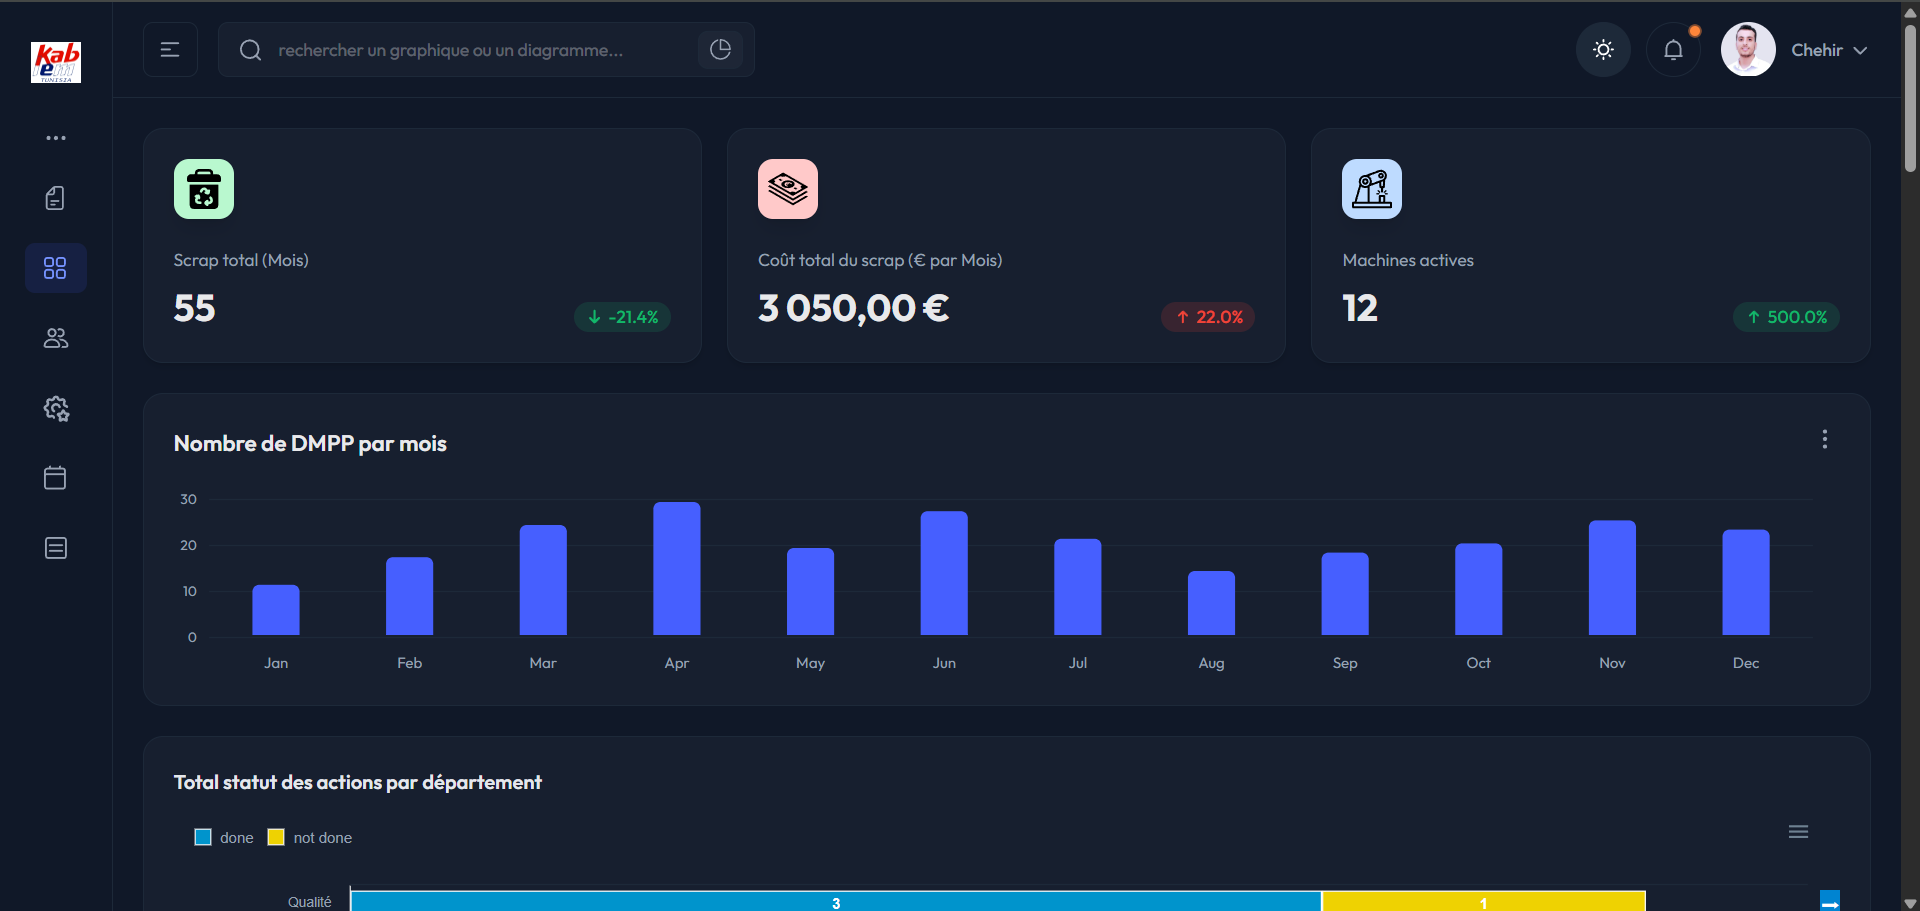 Kab
lem
TUNISIA
rechercher un graphique ou un diagramme...
Chehir
Scrap total (Mois)
55
-21.4%
Coût total du scrap (€ par Mois)
3 050,00 €
22.0%
Machines actives
12
500.0%
Nombre de DMPP par mois
30
20
10
0
Jan Feb Mar Apr May Jun Jul Aug Sep Oct Nov Dec
Total statut des actions par département
done not done
Qualité 3 1